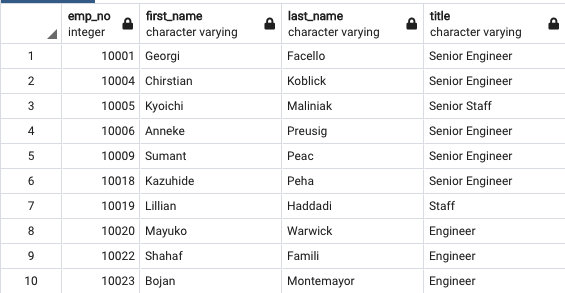 emp_no first_name last_name title
integer character varying character varying character varying
1 10001 Georgi Facello Senior Engineer
2 10004 Chirstian Koblick Senior Engineer
3 10005 Kyoichi Maliniak Senior Staff
4 10006 Anneke Preusig Senior Engineer
5 10009 Sumant Peac Senior Engineer
6 10018 Kazuhide Peha Senior Engineer
7 10019 Lillian Haddadi Staff
8 10020 Mayuko Warwick Engineer
9 10022 Shahaf Famili Engineer
10 10023 Bojan Montemayor Engineer